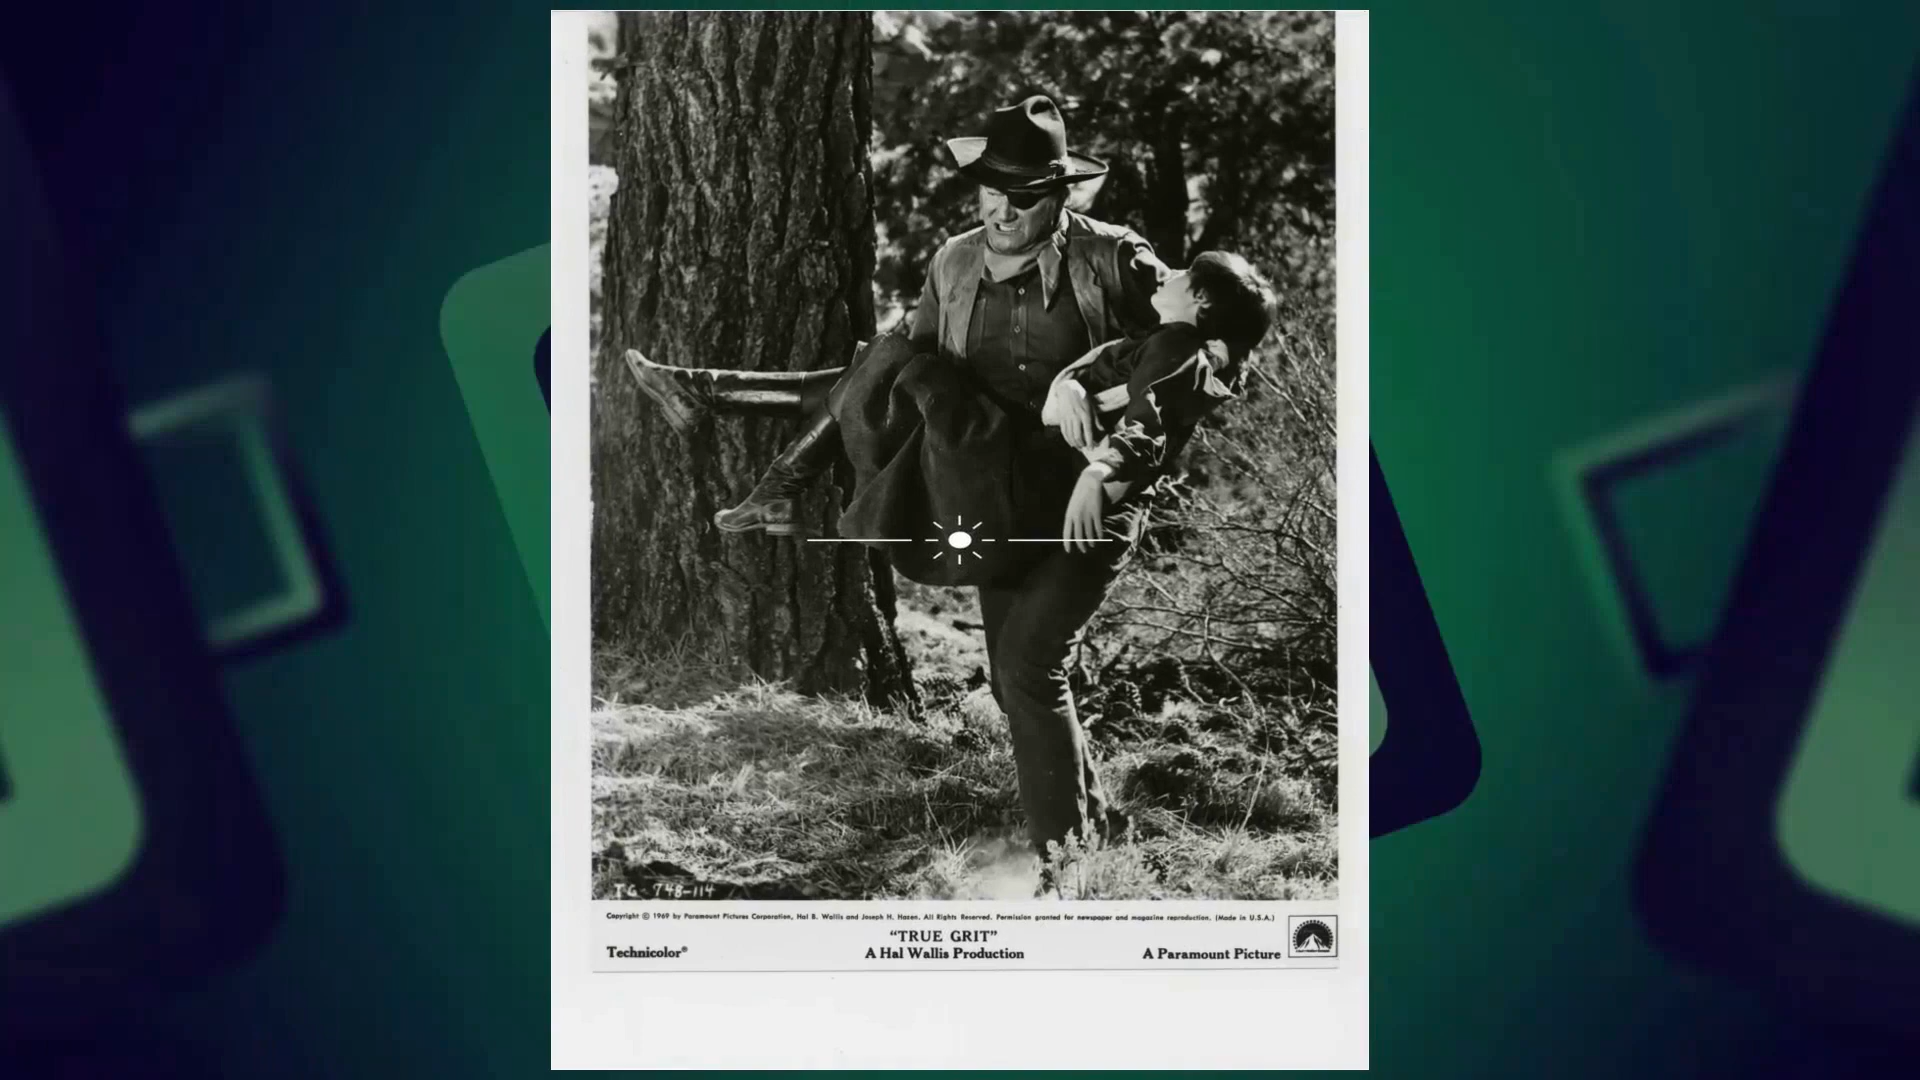 TG-748-114
Copyright © 1969 by Paramount Pictures Corporation, Hal B. Wallis and Joseph H. Hazen. All Rights Reserved. Permission granted for newspaper and magazine reproduction. (Made in U.S.A.)
"TRUE GRIT"
Technicolor® A Hal Wallis Production A Paramount Picture